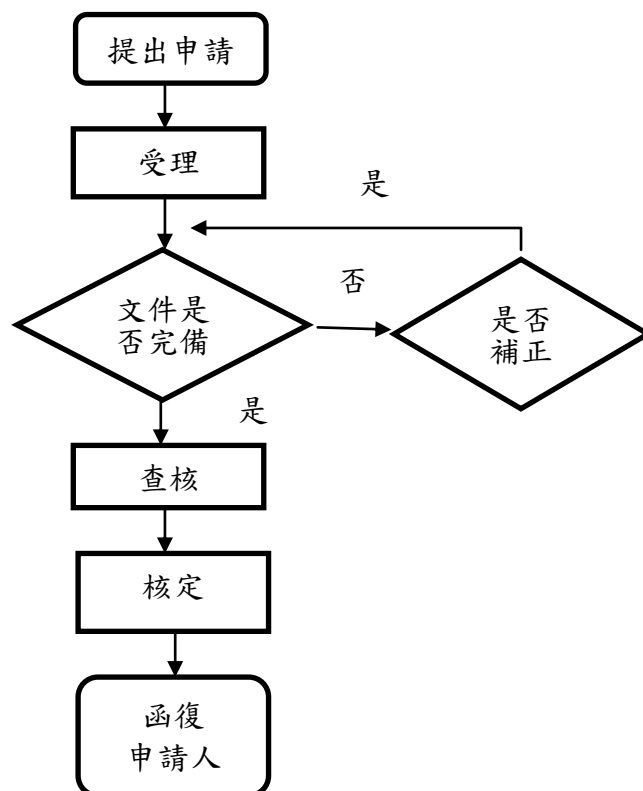 提出申請
受理
是
文件是
否完備
否
是否
補正
是
查核
核定
函復
申請人